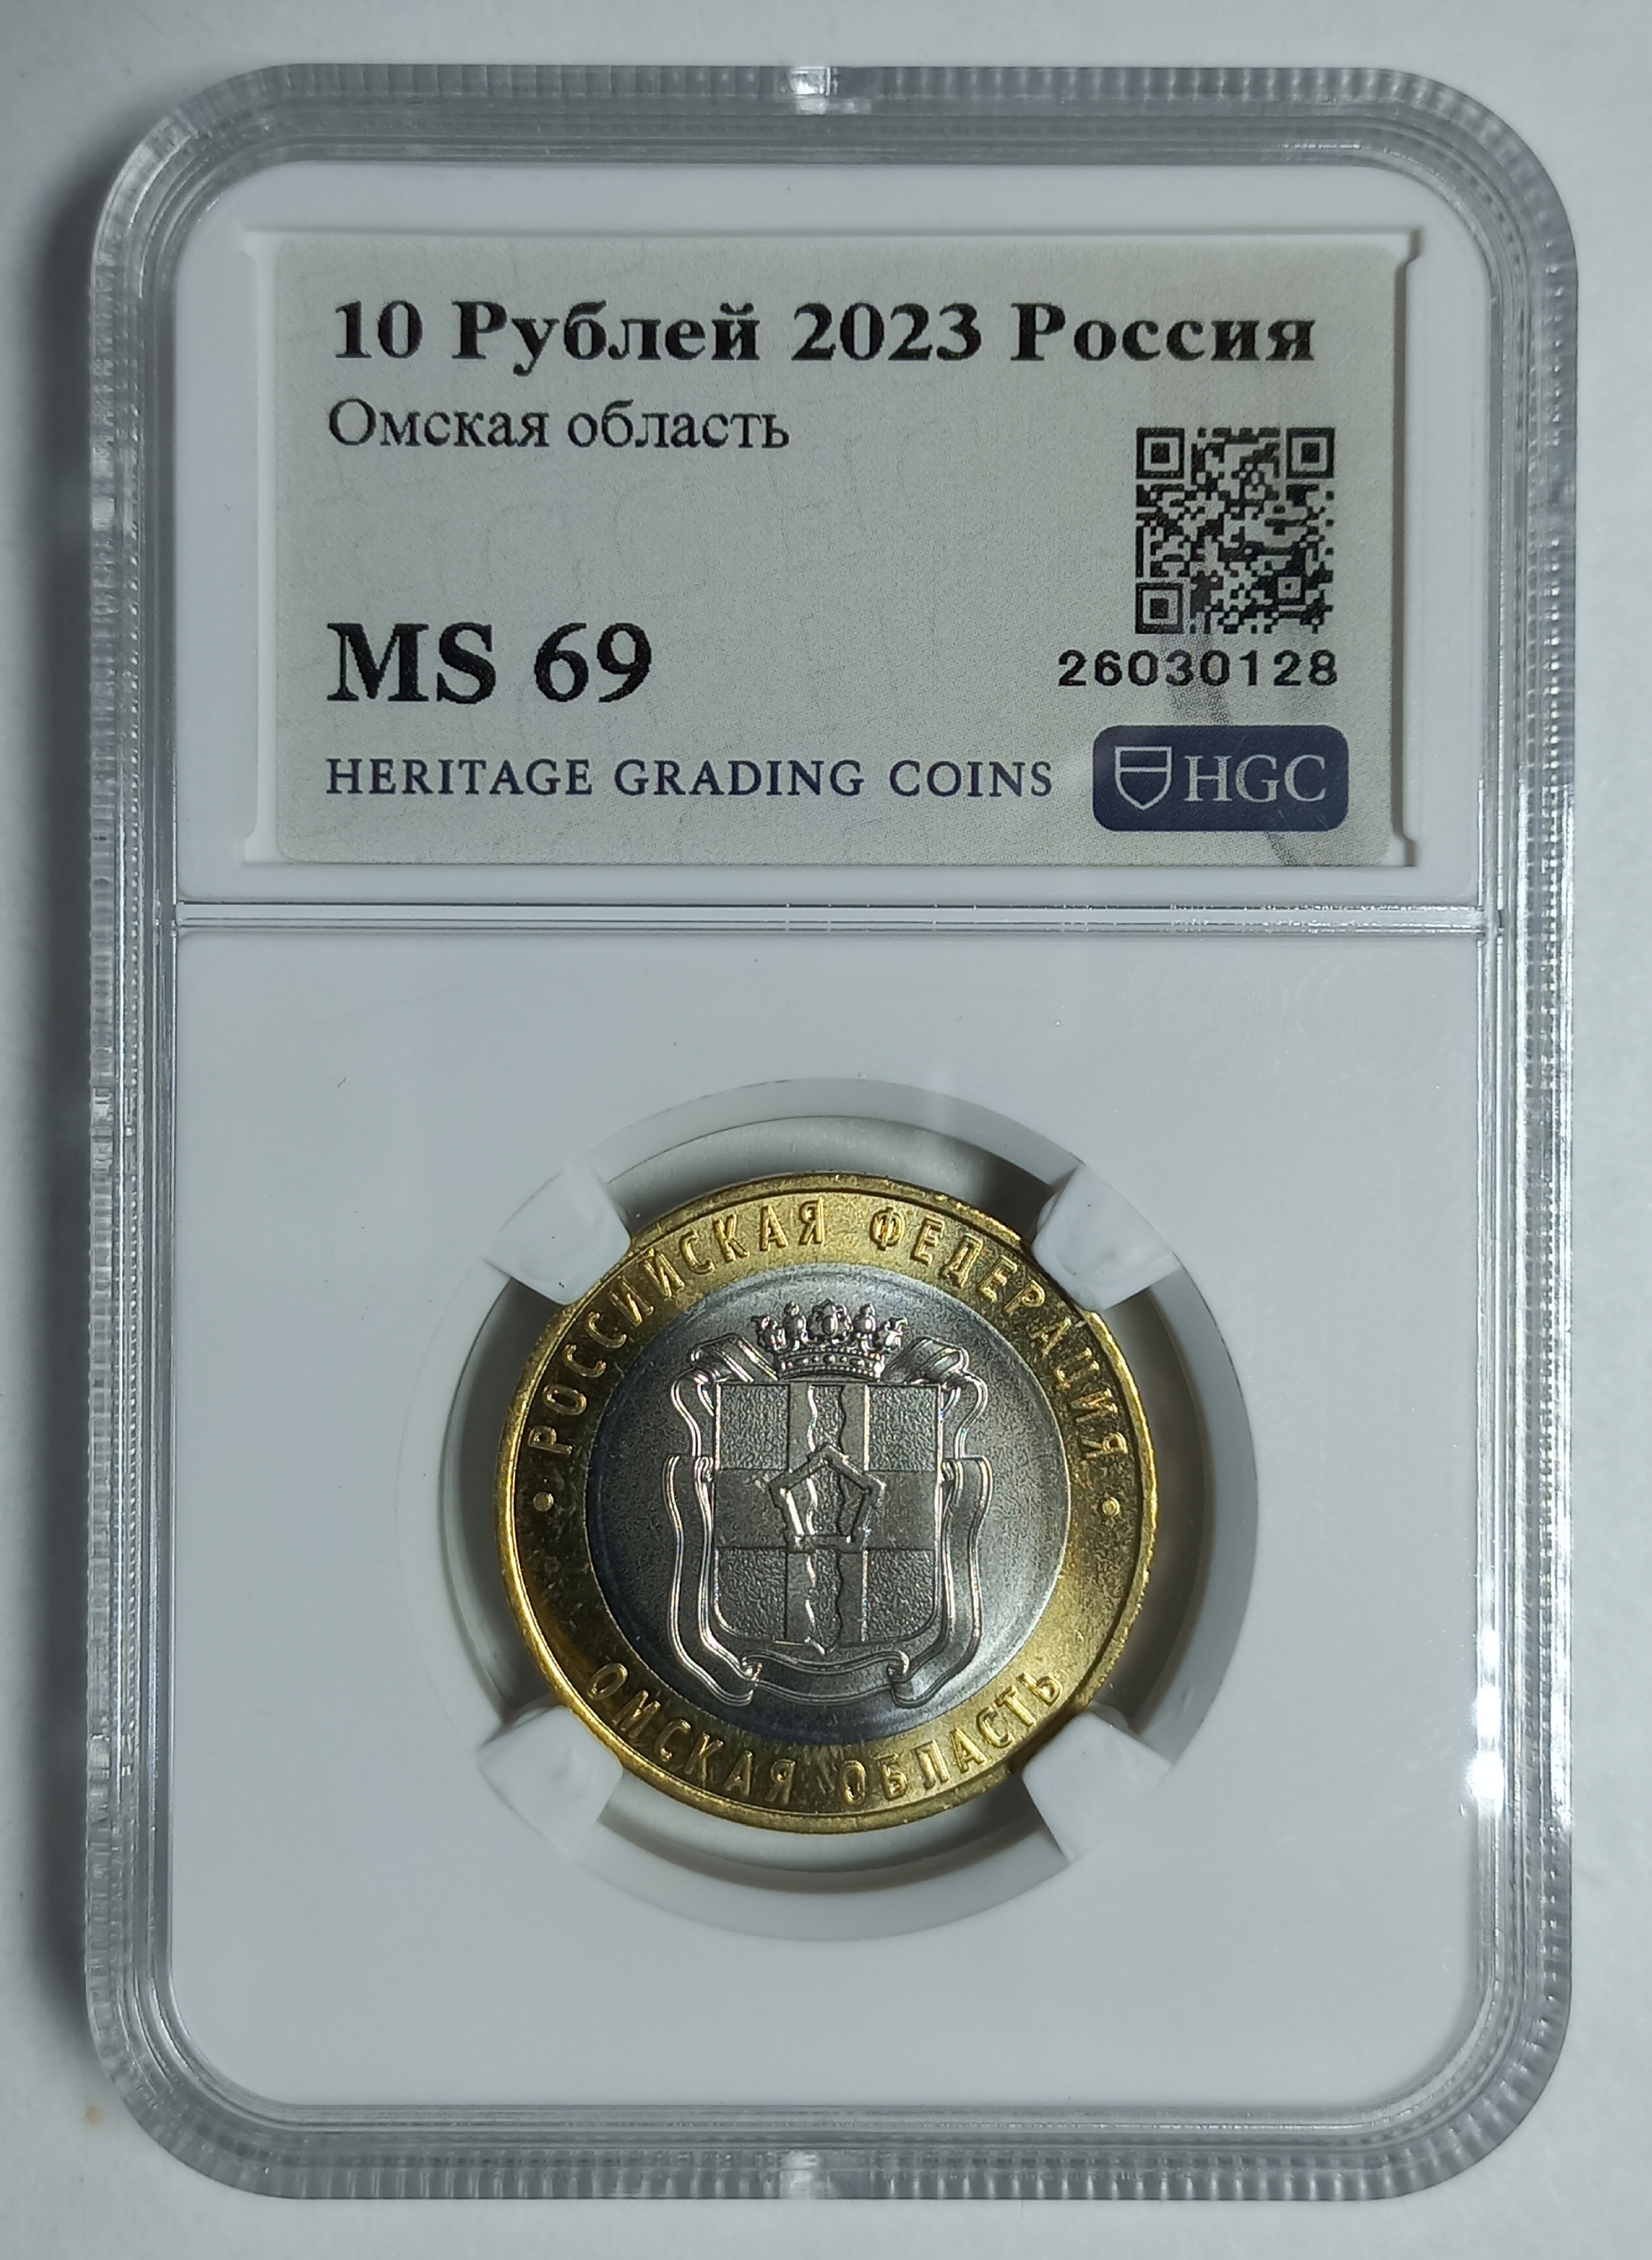 10 Рублей 2023 Россия
Омская область
MS 69
26030128
HERITAGE GRADING COINS
HGC
РОССИЙСКАЯ ФЕДЕРАЦИЯ
ОМСКАЯ ОБЛАСТЬ